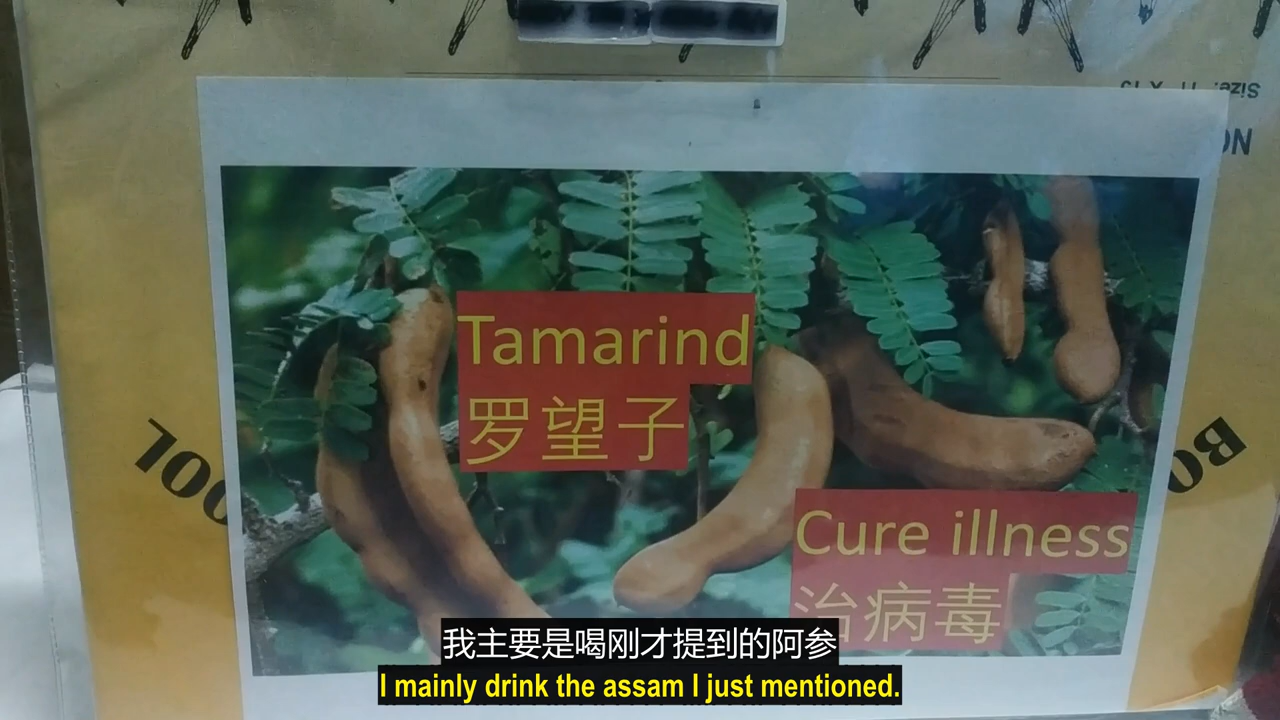 Tamarind
罗望子
Cure illness
治病毒
我主要是喝刚才提到的阿参
I mainly drink the assam I just mentioned.